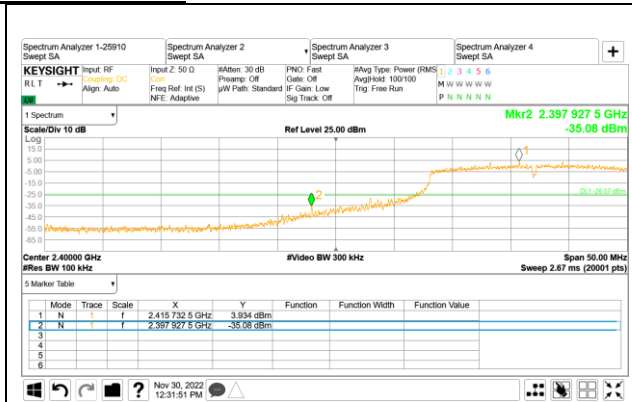 Spectrum Analyzer 1-25910
Swept SA
Spectrum Analyzer 2
Swept SA
Spectrum Analyzer 3
Swept SA
Spectrum Analyzer 4
Swept SA
KEYSIGHT
RLT
Input: RF
Coupling: DC
Align: Auto
Input Z: 50 Ω
Corr
Freq Ref: Int (S)
NFE: Adaptive
#Atten: 30 dB
Preamp: Off
µW Path: Standard
PNO: Fast
Gate: Off
IF Gain: Low
Sig Track: Off
#Avg Type: Power (RMS)
Avg|Hold: 100/100
Trig: Free Run
1 2 3 4 5 6
M W W W W W
P N N N N N
1 Spectrum
Scale/Div 10 dB
Ref Level 25.00 dBm
Mkr2 2.397 927 5 GHz
-35.08 dBm
Log
15.0
5.00
-5.00
-15.0
-25.0
-35.0
-45.0
-55.0
-65.0
1
2
DL1 -26.07 dBm
Center 2.40000 GHz
#Res BW 100 kHz
#Video BW 300 kHz
Span 50.00 MHz
Sweep 2.67 ms (20001 pts)
5 Marker Table
Mode Trace Scale X Y Function Function Width Function Value
1 N 1 f 2.415 732 5 GHz 3.934 dBm
2 N 1 f 2.397 927 5 GHz -35.08 dBm
3
4
5
6
?
Nov 30, 2022
12:31:51 PM